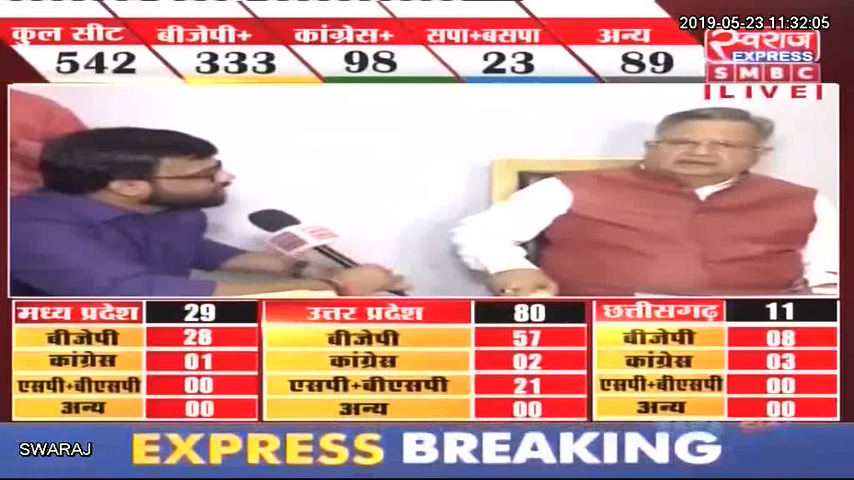 2019-05-23 11:32:05
कुल सीट बीजेपी+ कांग्रेस+ सपा+बसपा अन्य
542 333 98 23 89
स्वराज
EXPRESS
SMBC
LIVE
मध्य प्रदेश 29 उत्तर प्रदेश 80 छत्तीसगढ़ 11
बीजेपी 28 बीजेपी 57 बीजेपी 08
कांग्रेस 01 कांग्रेस 02 कांग्रेस 03
एसपी+बीएसपी 00 एसपी+बीएसपी 21 एसपी+बीएसपी 00
अन्य 00 अन्य 00 अन्य 00
SWARAJ EXPRESS BREAKING